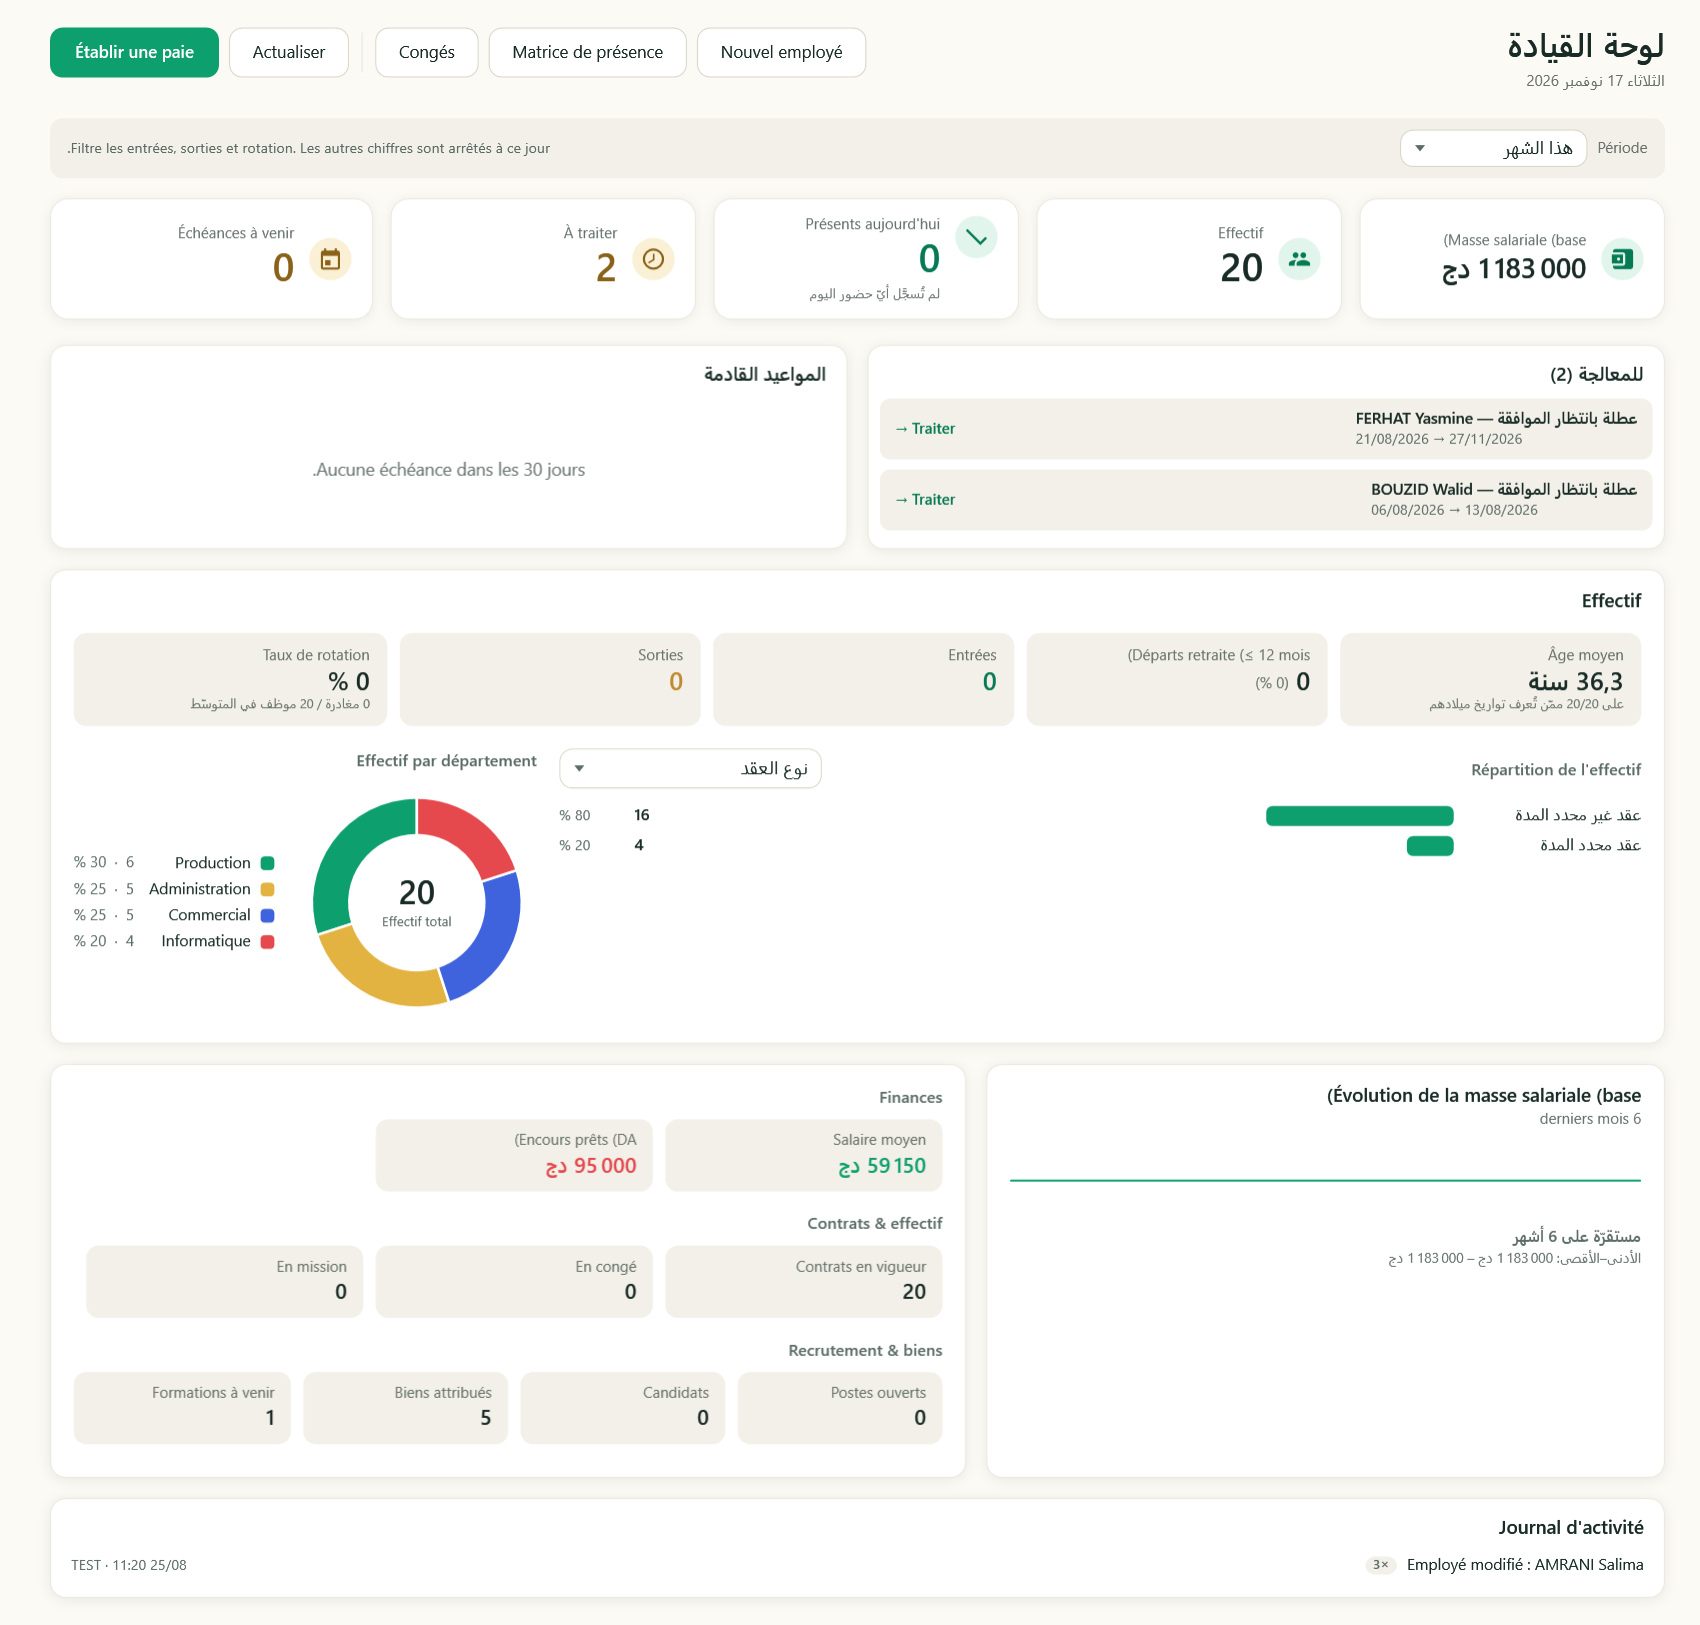 لوحة القيادة
الثلاثاء 17 نوفمبر 2026
Nouvel employé
Matrice de présence
Congés
Actualiser
Établir une paie
Période
هذا الشهر
Filtre les entrées, sorties et rotation. Les autres chiffres sont arrêtés à ce jour.
Masse salariale (base)
1 183 000 دج
Effectif
20
Présents aujourd'hui
0
لم تُسجَّل أيّ حضور اليوم
À traiter
2
Échéances à venir
0
للمعالجة (2)
عطلة بانتظار الموافقة — FERHAT Yasmine
21/08/2026 → 27/11/2026
Traiter →
عطلة بانتظار الموافقة — BOUZID Walid
06/08/2026 → 13/08/2026
Traiter →
المواعيد القادمة
Aucune échéance dans les 30 jours.
Effectif
Âge moyen
36,3 سنة
على 20/20 ممّن تُعرف تواريخ ميلادهم
Départs retraite (≤ 12 mois)
0 (0 %)
Entrées
0
Sorties
0
Taux de rotation
0 %
0 مغادرة / 20 موظف في المتوسّط
Répartition de l'effectif
نوع العقد
عقد غير محدد المدة 16 80 %
عقد محدد المدة 4 20 %
Effectif par département
20
Effectif total
Production 6 · 30 %
Administration 5 · 25 %
Commercial 5 · 25 %
Informatique 4 · 20 %
Évolution de la masse salariale (base)
6 derniers mois
مستقرّة على 6 أشهر
الأدنى–الأقصى: 1 183 000 دج – 1 183 000 دج
Finances
Salaire moyen
59 150 دج
Encours prêts (DA)
95 000 دج
Contrats & effectif
Contrats en vigueur
20
En congé
0
En mission
0
Recrutement & biens
Postes ouverts
0
Candidats
0
Biens attribués
5
Formations à venir
1
Journal d'activité
Employé modifié : AMRANI Salima
3×
TEST · 11:20 25/08